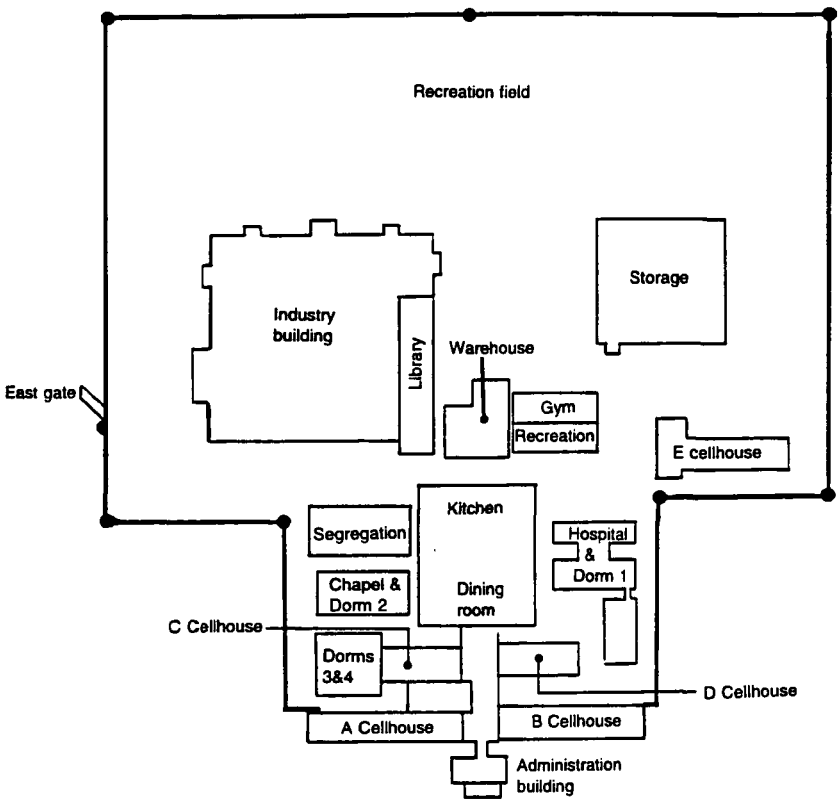 Recreation field
Storage
Industry
building
Library
Warehouse
East gate
Gym
Recreation
E cellhouse
Kitchen
Segregation
Hospital
&
Dorm 1
Chapel &
Dorm 2
Dining
room
C Cellhouse
Dorms
3&4
D Cellhouse
A Cellhouse
B Cellhouse
Administration
building